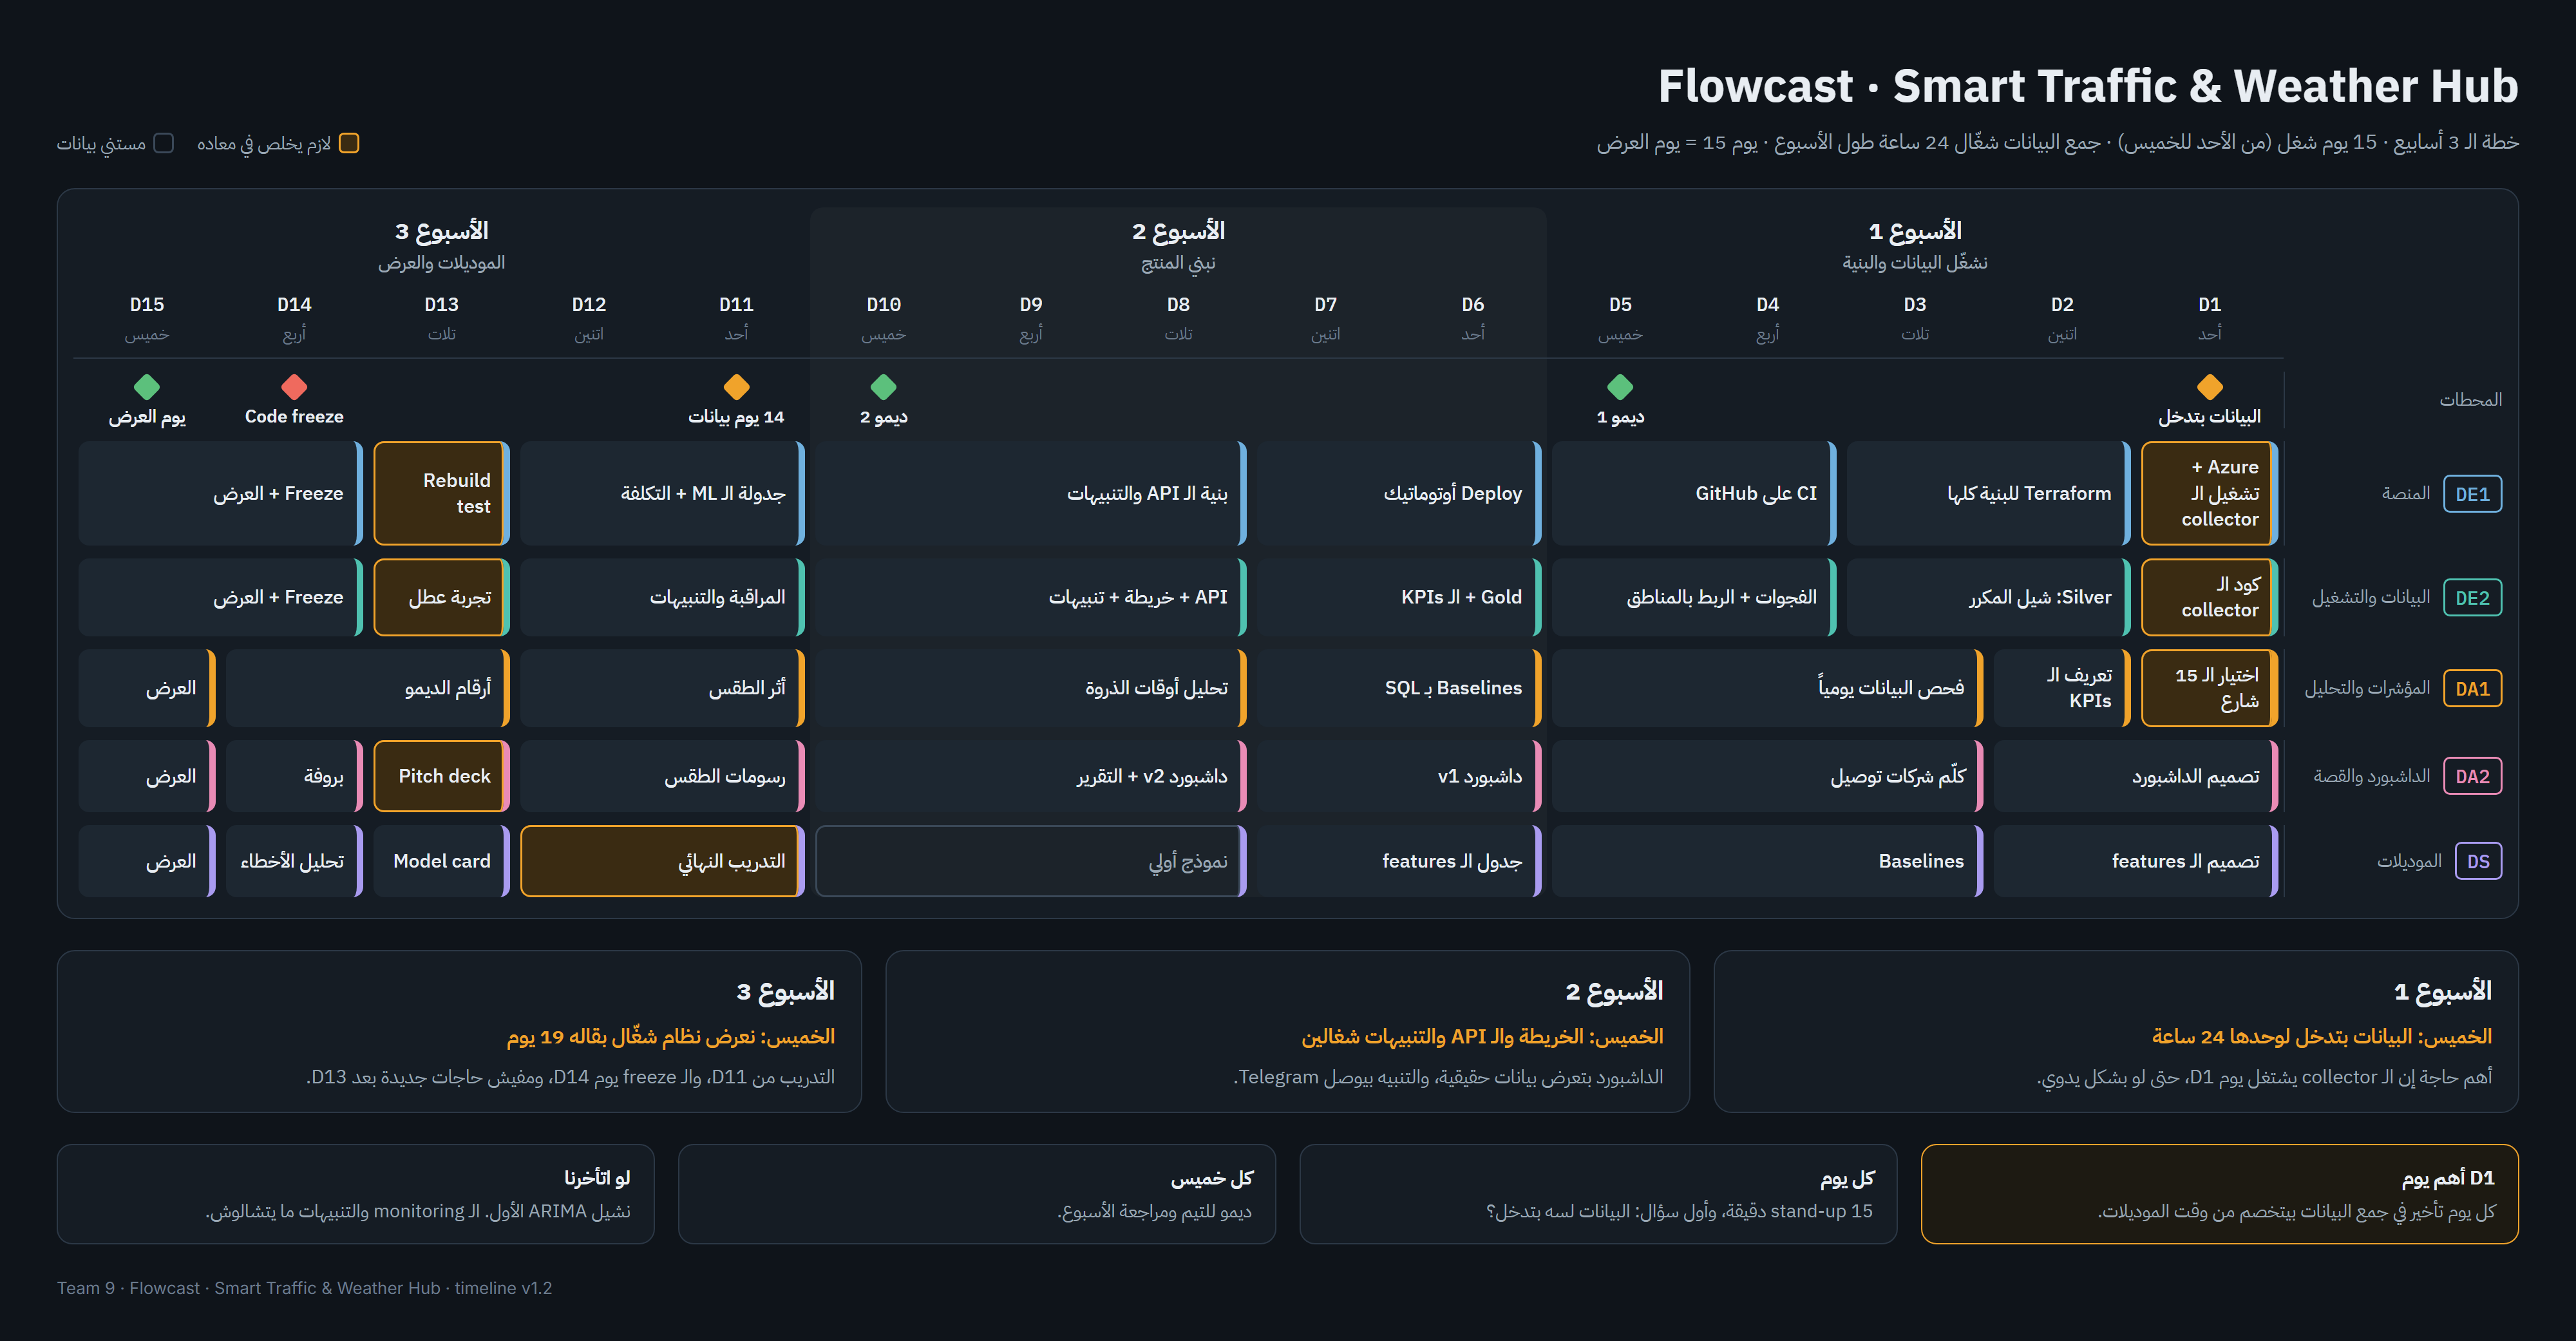 Flowcast · Smart Traffic & Weather Hub
خطة الـ 3 أسابيع · 15 يوم شغل (من الأحد للخميس) · جمع البيانات شغّال 24 ساعة طول الأسبوع · يوم 15 = يوم العرض
لازم يخلص في معاده
مستني بيانات
الأسبوع 1
نشغّل البيانات والبنية
الأسبوع 2
نبني المنتج
الأسبوع 3
الموديلات والعرض
D1 D2 D3 D4 D5 D6 D7 D8 D9 D10 D11 D12 D13 D14 D15
أحد اتنين تلات أربع خميس أحد اتنين تلات أربع خميس أحد اتنين تلات أربع خميس
المحطات
البيانات بتدخل
ديمو 1
ديمو 2
14 يوم بيانات
Code freeze
يوم العرض
DE1 المنصة
Azure +
تشغيل الـ
collector
Terraform للبنية كلها
CI على GitHub
Deploy أوتوماتيك
بنية الـ API والتنبيهات
جدولة الـ ML + التكلفة
Rebuild
test
Freeze + العرض
DE2 البيانات والتشغيل
كود الـ
collector
Silver: شيل المكرر
الفجوات + الربط بالمناطق
Gold + الـ KPIs
API + خريطة + تنبيهات
المراقبة والتنبيهات
تجربة عطل
Freeze + العرض
DA1 المؤشرات والتحليل
اختيار الـ 15
شارع
تعريف الـ
KPIs
فحص البيانات يومياً
Baselines بـ SQL
تحليل أوقات الذروة
أثر الطقس
أرقام الديمو
العرض
DA2 الداشبورد والقصة
تصميم الداشبورد
كلّم شركات توصيل
داشبورد v1
داشبورد v2 + التقرير
رسومات الطقس
Pitch deck
بروفة
العرض
DS الموديلات
تصميم الـ features
Baselines
جدول الـ features
نموذج أولي
التدريب النهائي
Model card
تحليل الأخطاء
العرض
الأسبوع 1
الخميس: البيانات بتدخل لوحدها 24 ساعة
أهم حاجة إن الـ collector يشتغل يوم D1، حتى لو بشكل يدوي.
الأسبوع 2
الخميس: الخريطة والـ API والتنبيهات شغالين
الداشبورد بتعرض بيانات حقيقية، والتنبيه بيوصل Telegram.
الأسبوع 3
الخميس: نعرض نظام شغّال بقاله 19 يوم
التدريب من D11، والـ freeze يوم D14، ومفيش حاجات جديدة بعد D13.
D1 أهم يوم
كل يوم تأخير في جمع البيانات بيتخصم من وقت الموديلات.
كل يوم
stand-up 15 دقيقة، وأول سؤال: البيانات لسه بتدخل؟
كل خميس
ديمو للتيم ومراجعة الأسبوع.
لو اتأخرنا
نشيل ARIMA الأول. الـ monitoring والتنبيهات ما يتشالوش.
Team 9 · Flowcast · Smart Traffic & Weather Hub · timeline v1.2